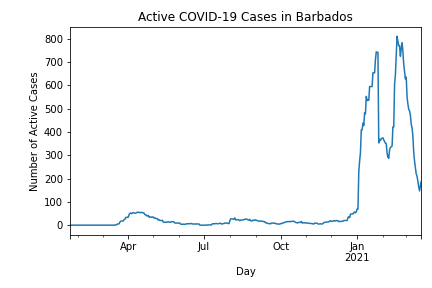 Active COVID-19 Cases in Barbados
800
700
600
500
400
300
200
100
0
Number of Active Cases
Apr
Jul
Oct
Jan
2021
Day